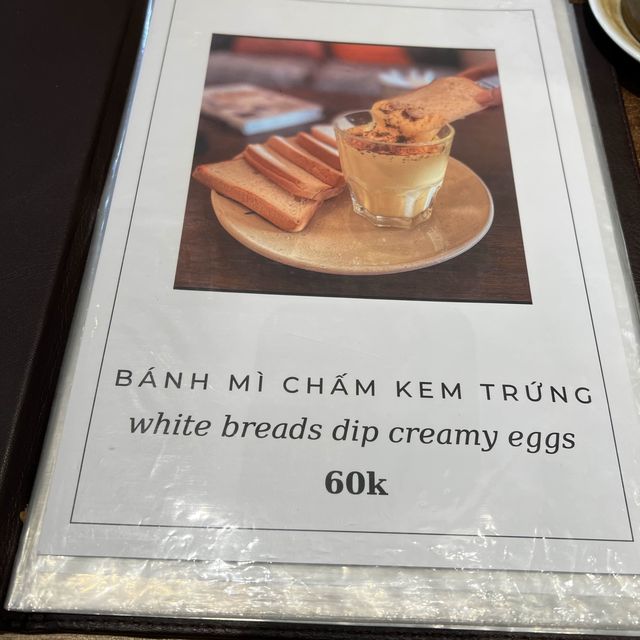 BÁNH MÌ CHẤM KEM TRỨNG
white breads dip creamy eggs
60k